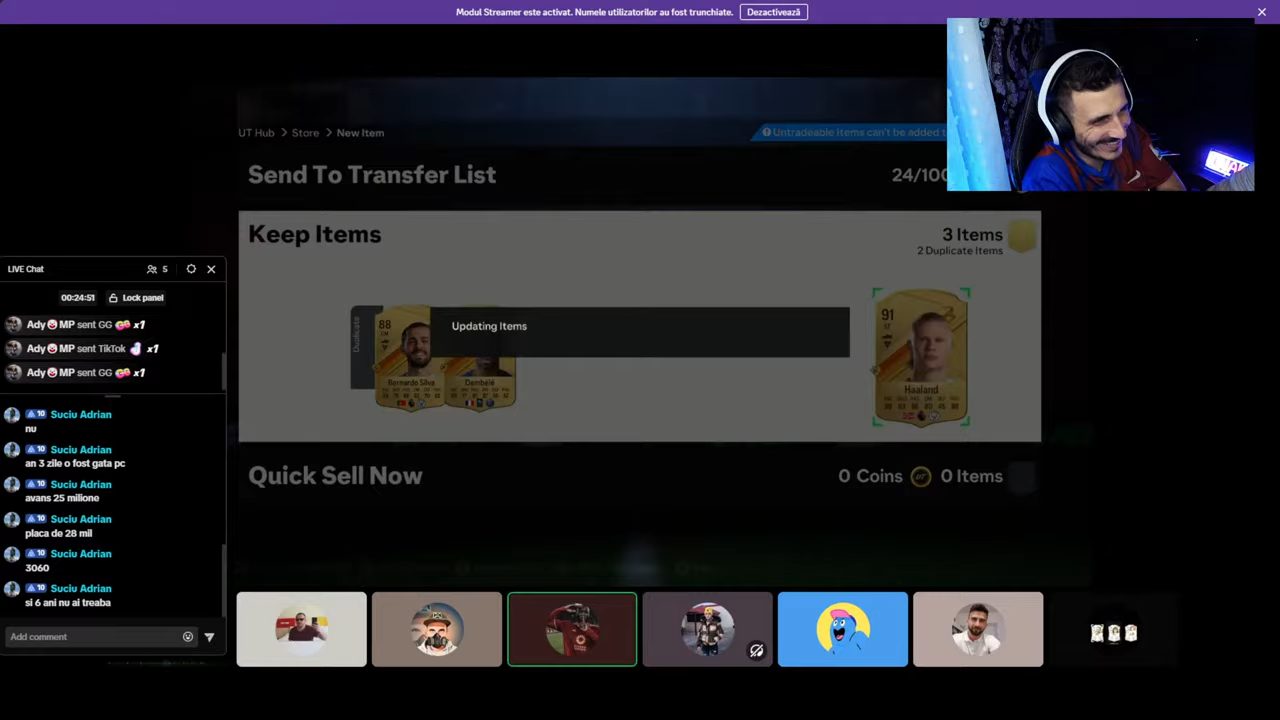 Modul Streamer este activat. Numele utilizatorilor au fost trunchiate. Dezactivează
UT Hub > Store > New Item
Untradeable Items can't be added to
Send To Transfer List
24/100
Keep Items
3 Items
2 Duplicate Items
Duplicate
88
Bernardo Silva
Dembélé
Updating Items
91
ST
Haaland
Quick Sell Now
0 Coins 0 Items
LIVE Chat
5
00:24:51 Lock panel
Ady MP sent GG x1
Ady MP sent TikTok x1
Ady MP sent GG x1
10 Suciu Adrian
nu
10 Suciu Adrian
an 3 zile o fost gata pc
10 Suciu Adrian
avans 25 milione
10 Suciu Adrian
placa de 28 mil
10 Suciu Adrian
3060
10 Suciu Adrian
si 6 ani nu ai treaba
Add comment